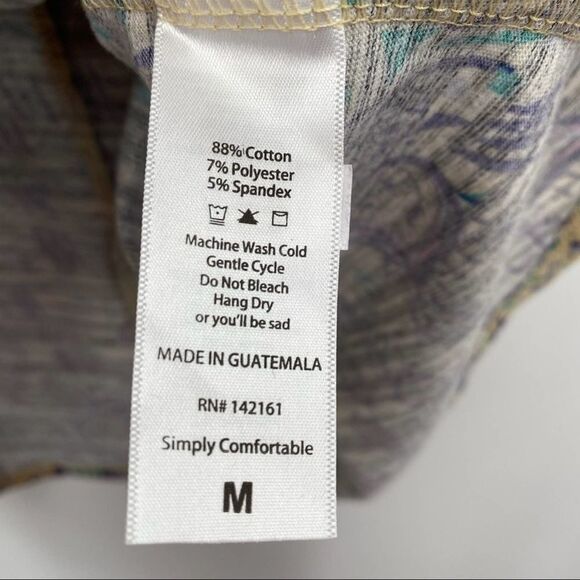 88% Cotton
7% Polyester
5% Spandex
Machine Wash Cold
Gentle Cycle
Do Not Bleach
Hang Dry
or you'll be sad
MADE IN GUATEMALA
RN# 142161
Simply Comfortable
M